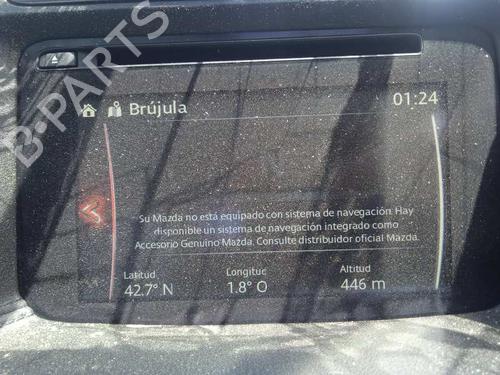 B-PARTS
Brújula
01:24
Su Mazda no está equipado con sistema de navegación. Hay
disponible un sistema de navegación integrado como
Accesorio Genuino Mazda. Consulte distribuidor oficial Mazda.
Latitud Longituc Altitud
42.7° N 1.8° O 446 m